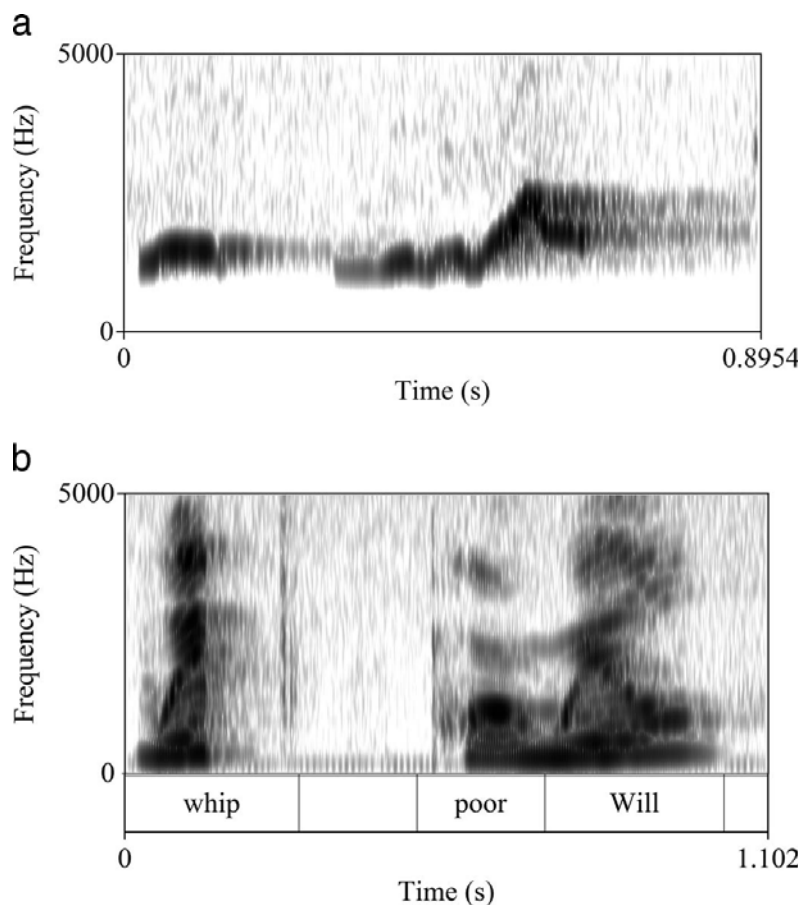 a
5000
Frequency (Hz)
0
0 0.8954
Time (s)
b
5000
Frequency (Hz)
0
whip poor Will
0 1.102
Time (s)